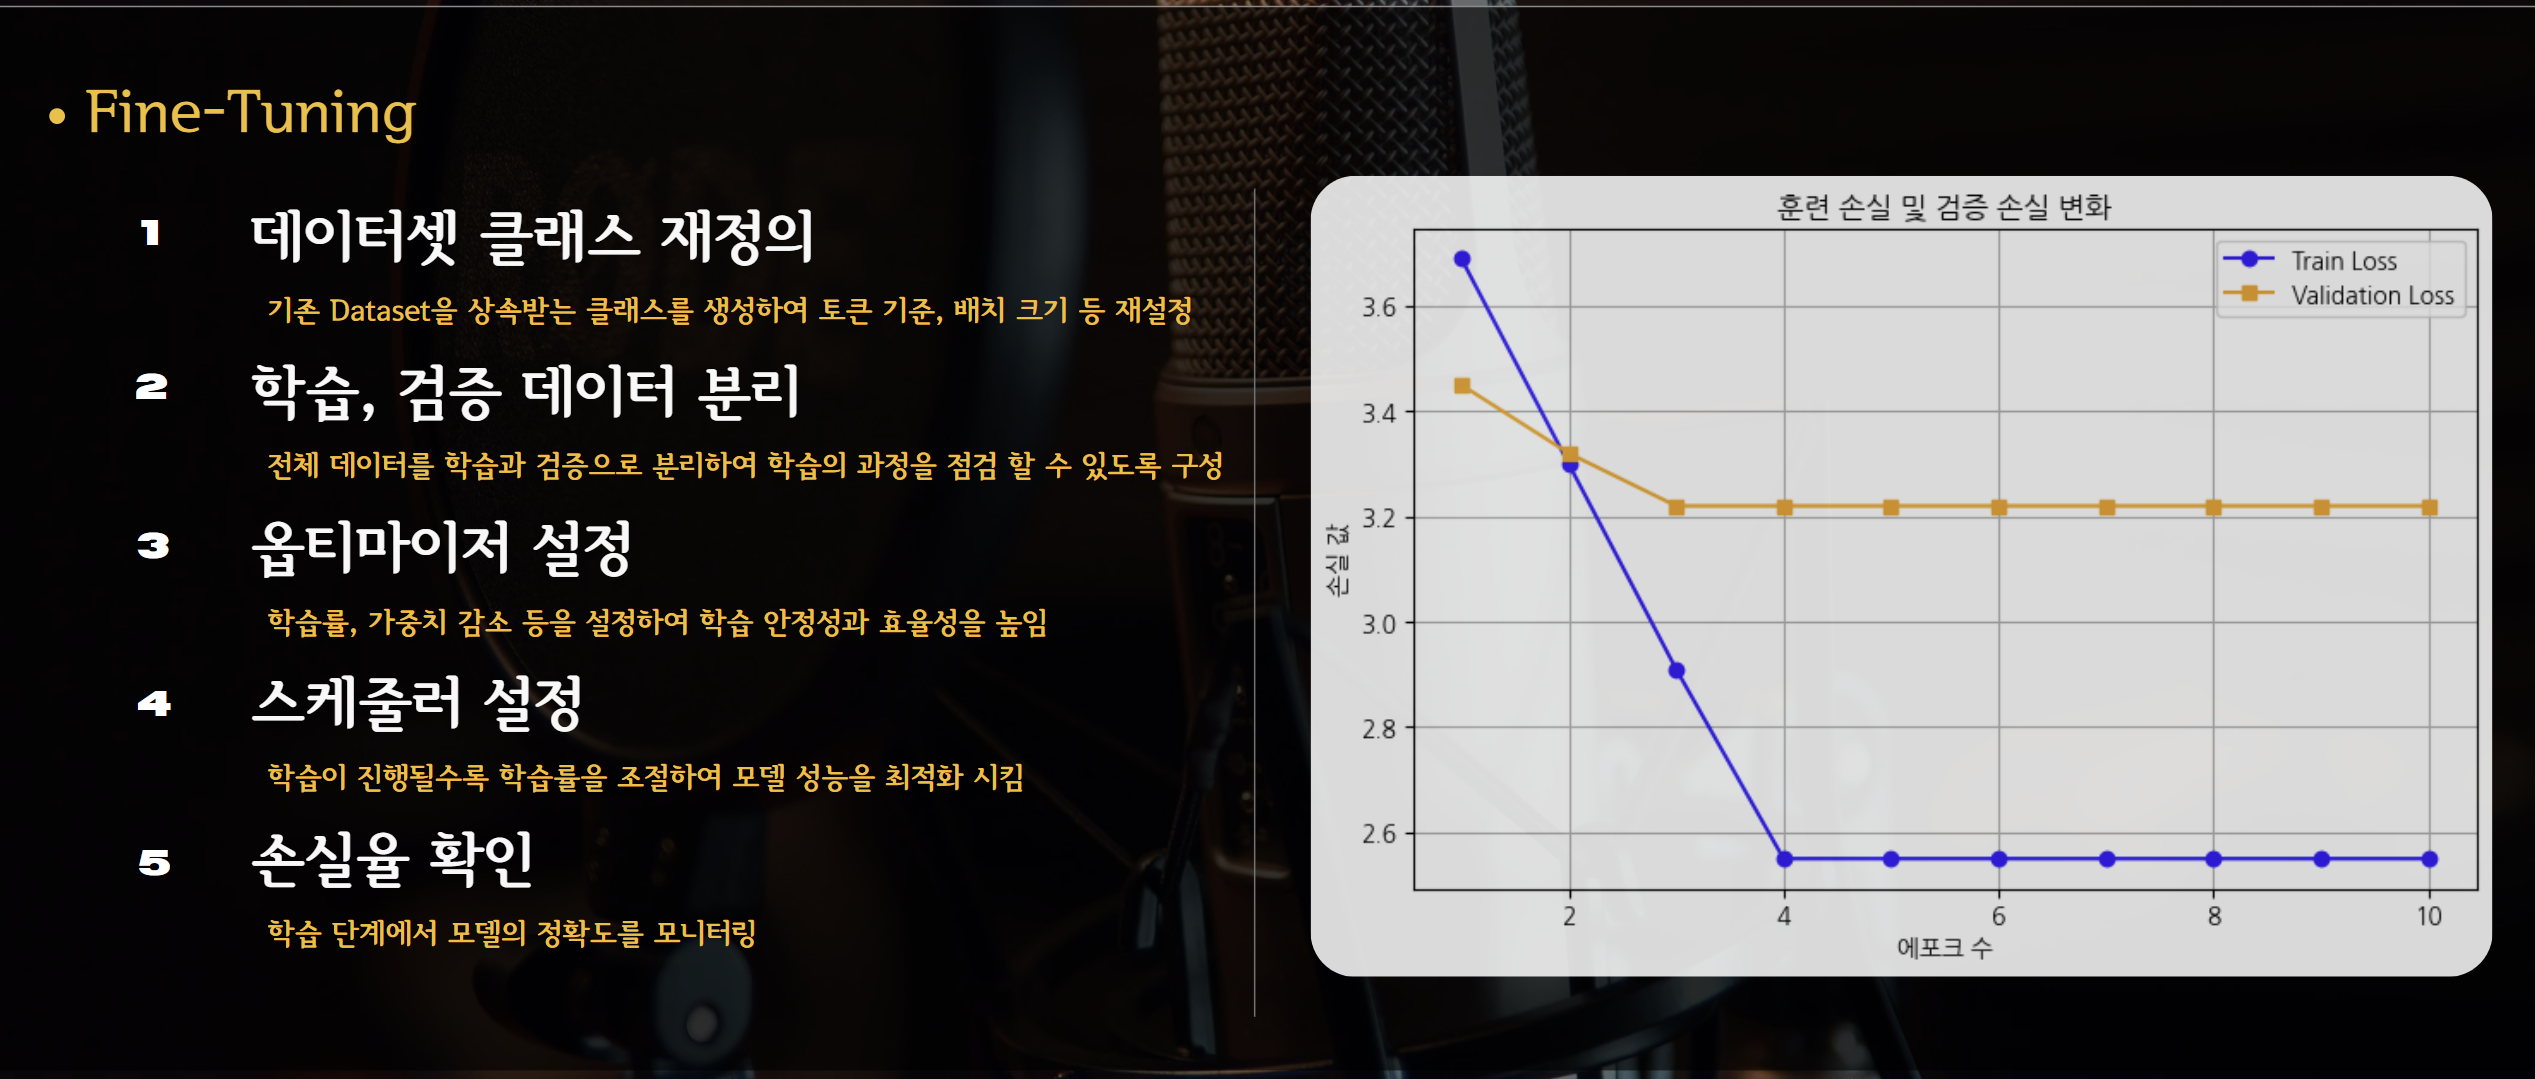 • Fine-Tuning
1 데이터셋 클래스 재정의
기존 Dataset을 상속받는 클래스를 생성하여 토큰 기준, 배치 크기 등 재설정
2 학습, 검증 데이터 분리
전체 데이터를 학습과 검증으로 분리하여 학습의 과정을 점검 할 수 있도록 구성
3 옵티마이저 설정
학습률, 가중치 감소 등을 설정하여 학습 안정성과 효율성을 높임
4 스케줄러 설정
학습이 진행될수록 학습률을 조절하여 모델 성능을 최적화 시킴
5 손실율 확인
학습 단계에서 모델의 정확도를 모니터링
훈련 손실 및 검증 손실 변화
Train Loss
Validation Loss
손실 값
3.6
3.4
3.2
3.0
2.8
2.6
2 4 6 8 10
에포크 수